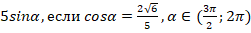 5sinα, если cosα = 2√6/5, α ∈ (3π/2; 2π)